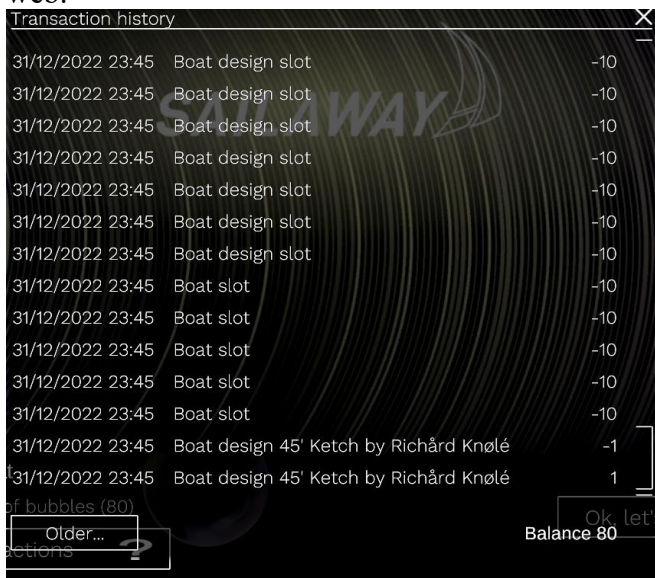 web.
Transaction history X
31/12/2022 23:45 Boat design slot -10
31/12/2022 23:45 Boat design slot -10
31/12/2022 23:45 Boat design slot -10
31/12/2022 23:45 Boat design slot -10
31/12/2022 23:45 Boat design slot -10
31/12/2022 23:45 Boat design slot -10
31/12/2022 23:45 Boat design slot -10
31/12/2022 23:45 Boat slot -10
31/12/2022 23:45 Boat slot -10
31/12/2022 23:45 Boat slot -10
31/12/2022 23:45 Boat slot -10
31/12/2022 23:45 Boat slot -10
31/12/2022 23:45 Boat design 45' Ketch by Richård Knølé -1
31/12/2022 23:45 Boat design 45' Ketch by Richård Knølé 1
SAILAWAY
of bubbles (80)
Ok, let's
Older...
Balance 80
actions ?